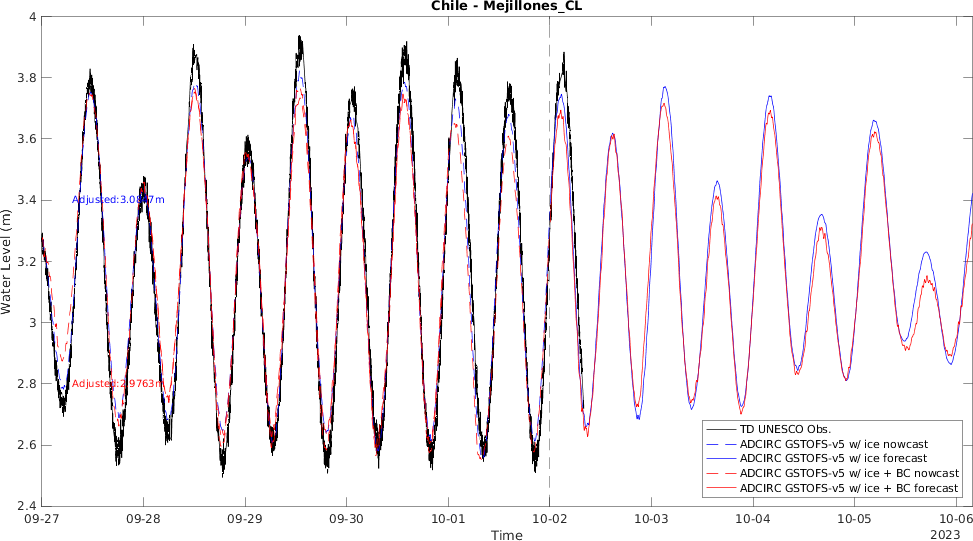 Chile - Mejillones_CL
Water Level (m)
4
3.8
3.6
3.4
3.2
3
2.8
2.6
2.4
Adjusted:
Adjusted:2.9763m
TD UNESCO Obs.
ADCIRC GSTOFS-v5 w/ ice nowcast
ADCIRC GSTOFS-v5 w/ ice forecast
ADCIRC GSTOFS-v5 w/ ice + BC nowcast
ADCIRC GSTOFS-v5 w/ ice + BC forecast
09-27
09-28
09-29
09-30
10-01
10-02
10-03
10-04
10-05
10-06
Time
2023